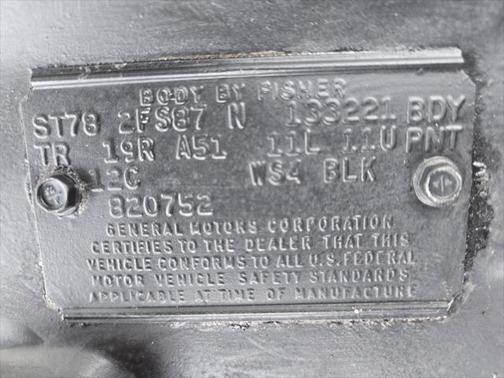 BODY BY FISHER
ST78 2FS87 N 133221 BDY
TR 19R A51 11L 11U PNT
12C WS4 BLK
820752
GENERAL MOTORS CORPORATION
CERTIFIES TO THE DEALER THAT THIS
VEHICLE CONFORMS TO ALL U.S. FEDERAL
MOTOR VEHICLE SAFETY STANDARDS
APPLICABLE AT TIME OF MANUFACTURE